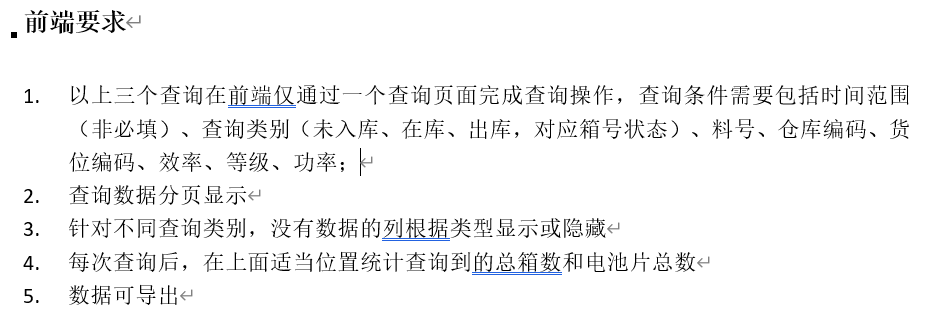 前端要求
1. 以上三个查询在前端仅通过一个查询页面完成查询操作，查询条件需要包括时间范围
（非必填）、查询类别（未入库、在库、出库，对应箱号状态）、料号、仓库编码、货
位编码、效率、等级、功率；
2. 查询数据分页显示
3. 针对不同查询类别，没有数据的列根据类型显示或隐藏
4. 每次查询后，在上面适当位置统计查询到的总箱数和电池片总数
5. 数据可导出